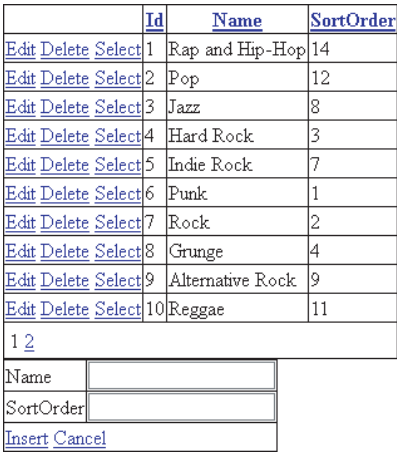 Id Name SortOrder
Edit Delete Select 1 Rap and Hip-Hop 14
Edit Delete Select 2 Pop 12
Edit Delete Select 3 Jazz 8
Edit Delete Select 4 Hard Rock 3
Edit Delete Select 5 Indie Rock 7
Edit Delete Select 6 Punk 1
Edit Delete Select 7 Rock 2
Edit Delete Select 8 Grunge 4
Edit Delete Select 9 Alternative Rock 9
Edit Delete Select 10 Reggae 11
1 2
Name
SortOrder
Insert Cancel